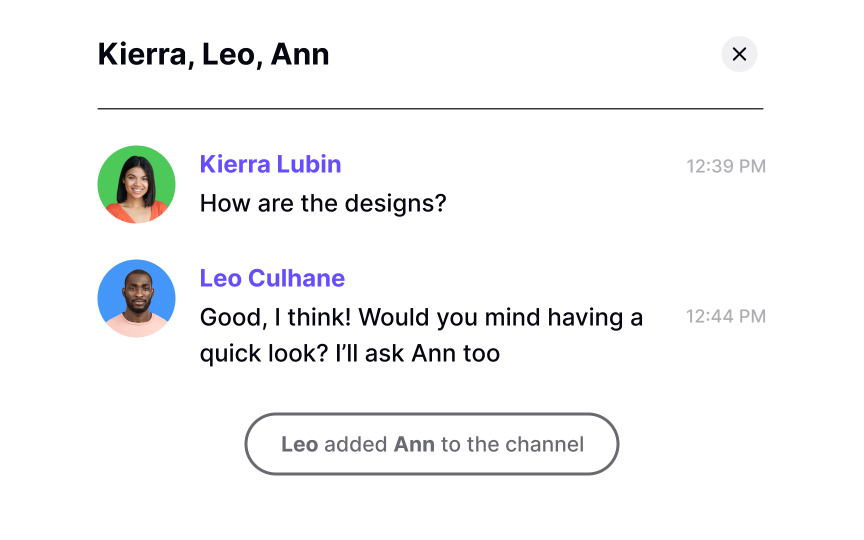 Kierra, Leo, Ann
Kierra Lubin
12:39 PM
How are the designs?
Leo Culhane
Good, I think! Would you mind having a
12:44 PM
quick look? I’ll ask Ann too
Leo added Ann to the channel